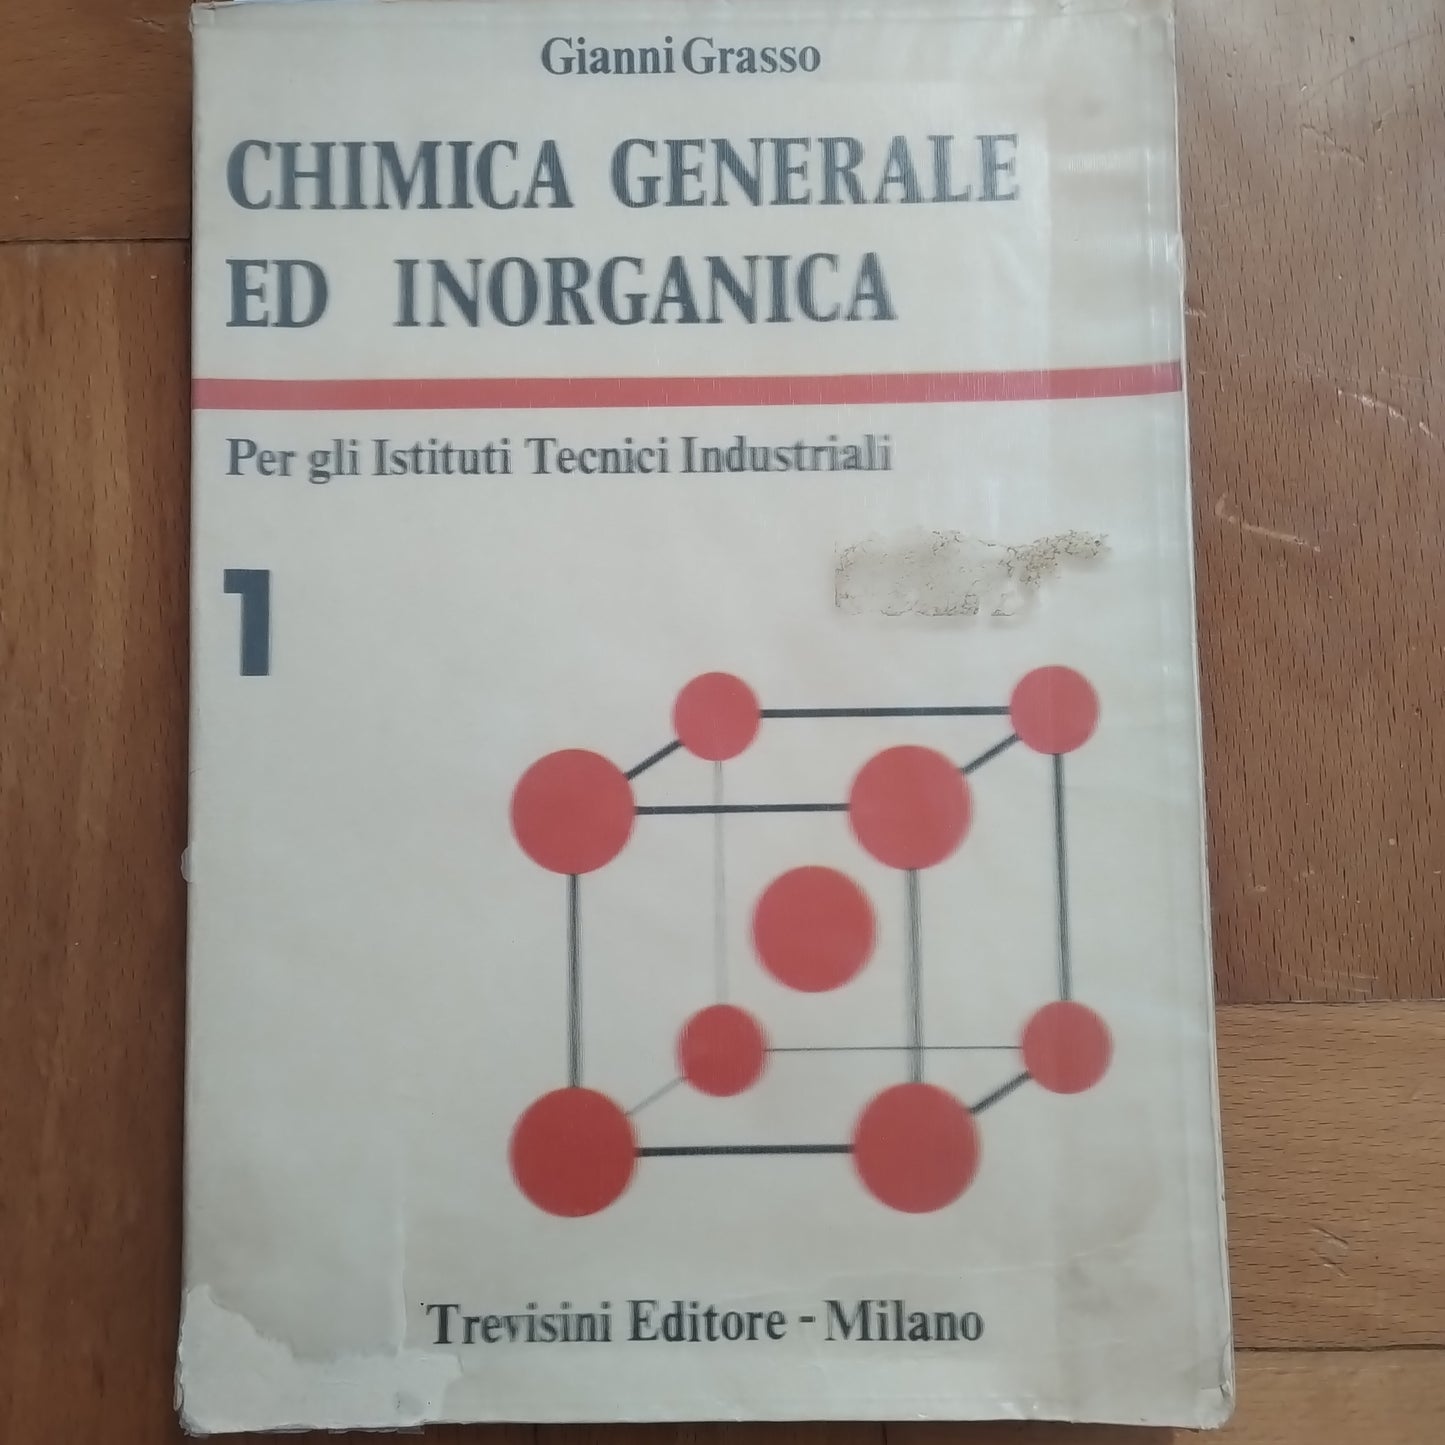 Gianni Grasso
CHIMICA GENERALE
ED INORGANICA
Per gli Istituti Tecnici Industriali
1
Trevisini Editore - Milano